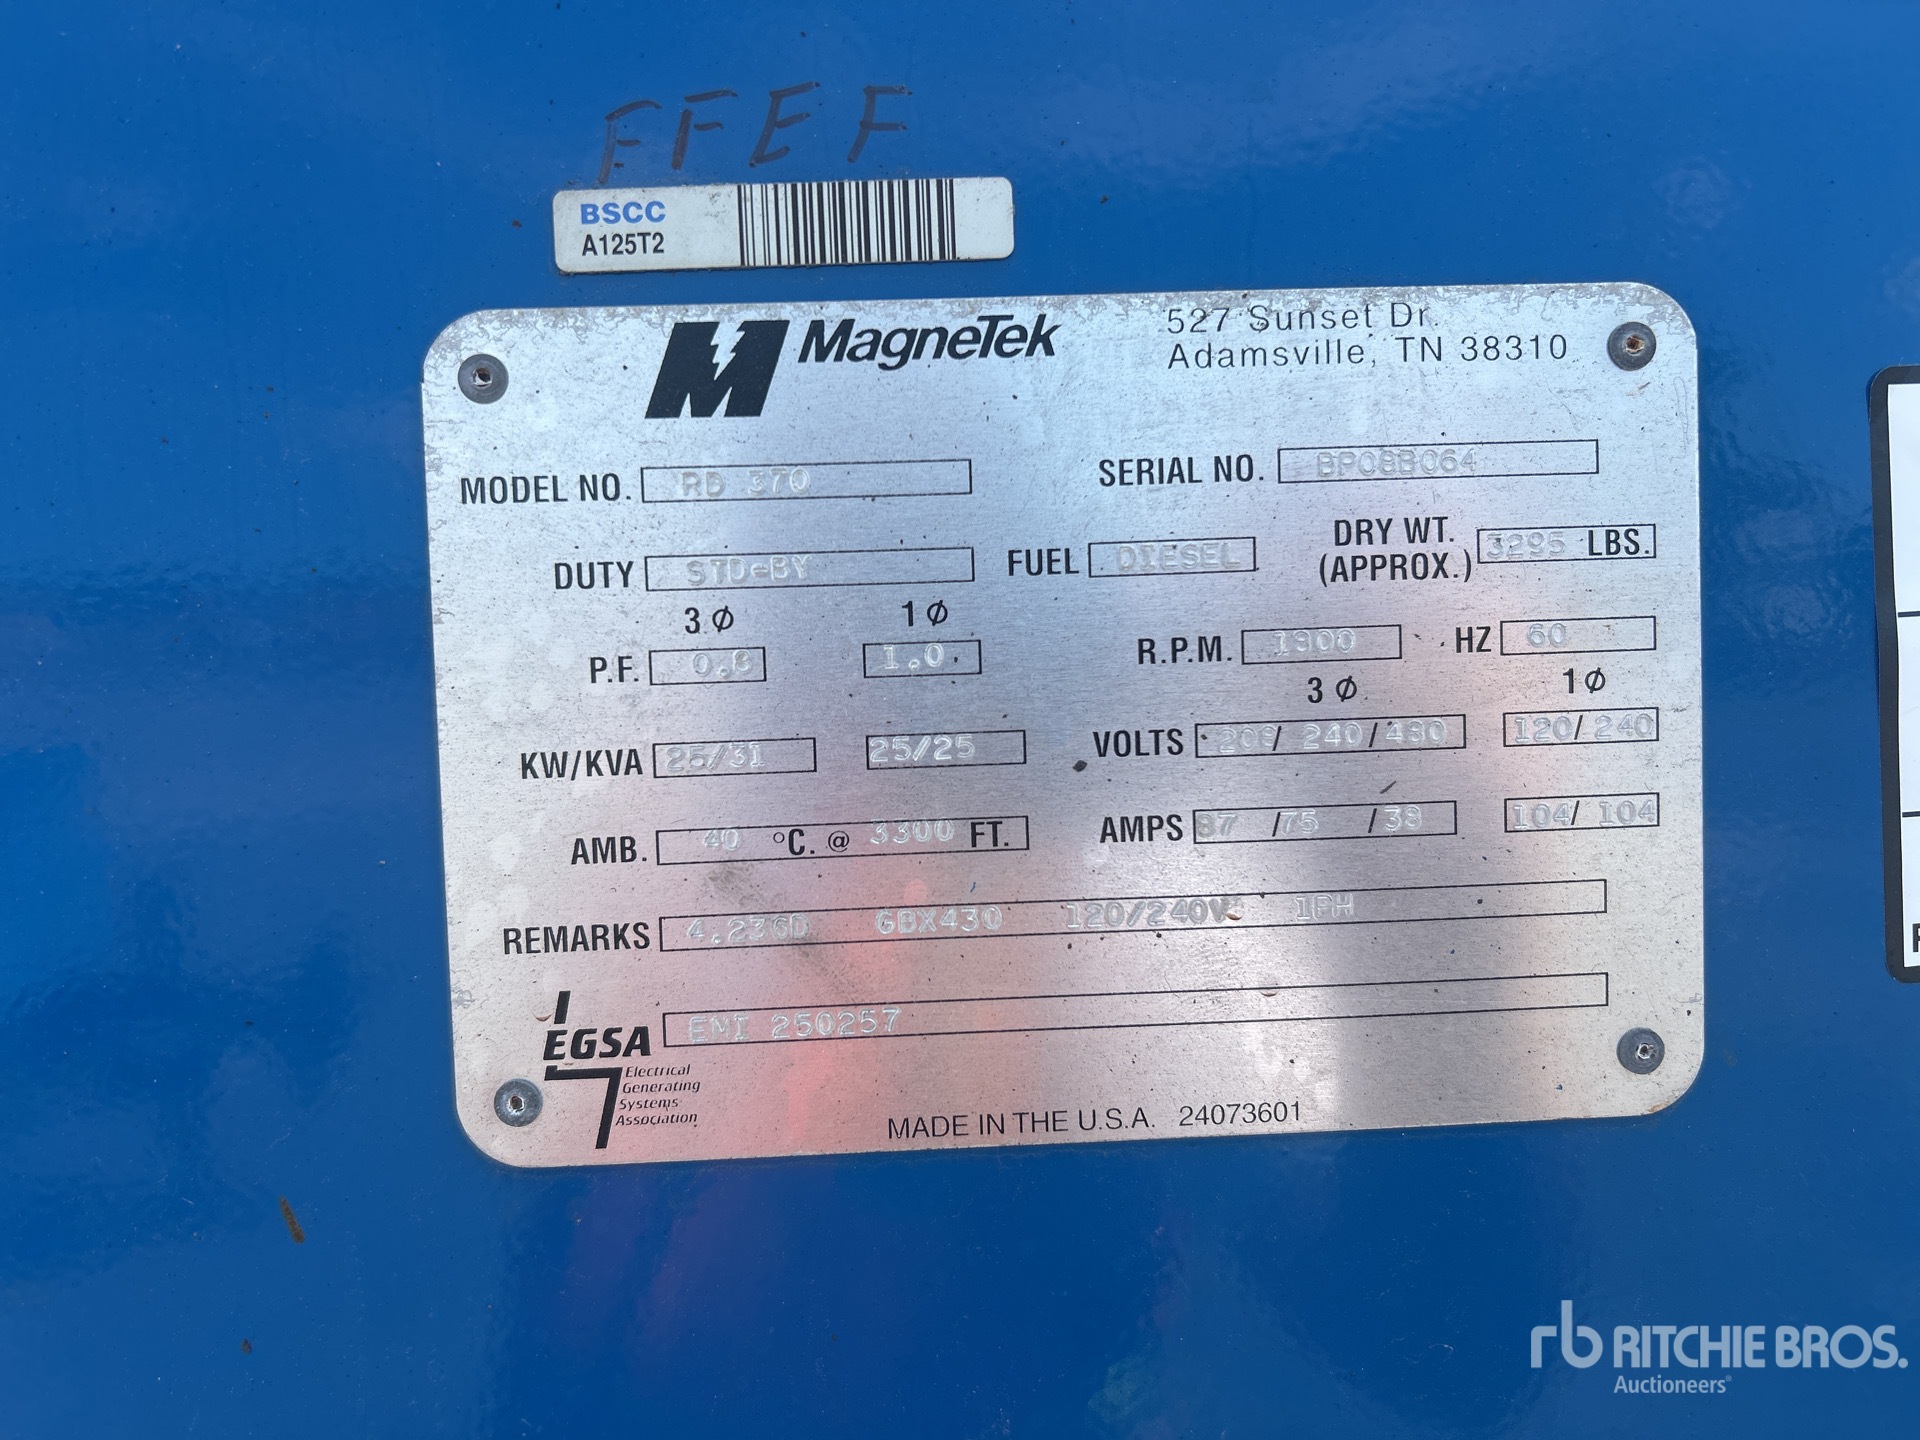 FFEF
BSCC
A125T2
MagneTek
527 Sunset Dr.
Adamsville, TN 38310
MODEL NO. RD 370
SERIAL NO. BP08B064
DUTY STD-BY
FUEL DIESEL
DRY WT. (APPROX.) 3295 LBS.
3 Ø 1 Ø
P.F. 0.8 1.0
R.P.M. 1800
HZ 60
3 Ø 1 Ø
KW/KVA 25/31 25/25
VOLTS 208/ 240/480 120/240
AMB. 40 °C. @ 3300 FT.
AMPS 87 /75 /38 104/ 104
REMARKS 4.236D GBX430 120/240V 1PH
EGSA EMI 250257
Electrical
Generating
Systems
Association
MADE IN THE U.S.A. 24073601
rb RITCHIE BROS.
Auctioneers